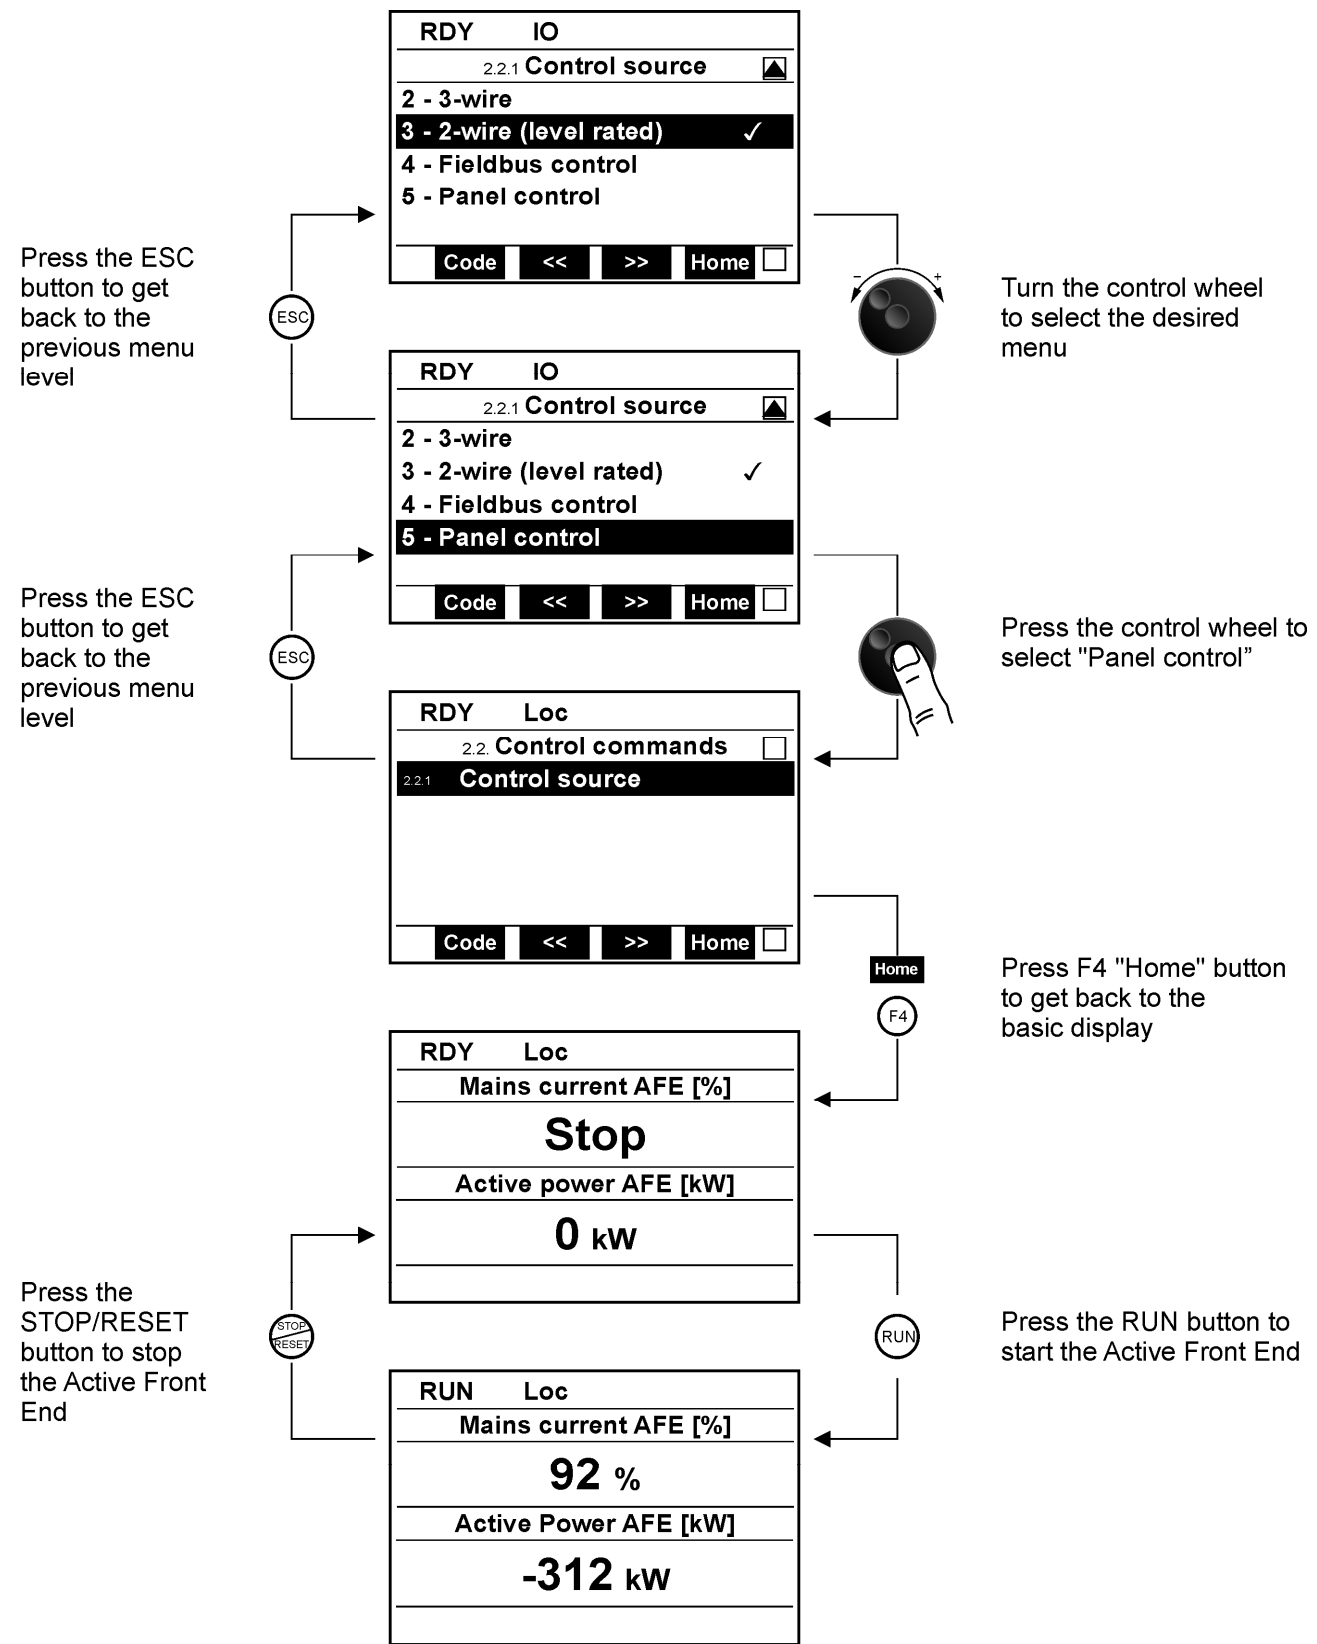 RDY IO
2.2.1 Control source
2 - 3-wire
3 - 2-wire (level rated) ✓
4 - Fieldbus control
5 - Panel control
Code << >> Home
Press the ESC
button to get
back to the
previous menu
level
ESC
- +
Turn the control wheel
to select the desired
menu
RDY IO
2.2.1 Control source
2 - 3-wire
3 - 2-wire (level rated) ✓
4 - Fieldbus control
5 - Panel control
Code << >> Home
Press the ESC
button to get
back to the
previous menu
level
ESC
Press the control wheel to
select "Panel control”
RDY Loc
2.2. Control commands
2.2.1 Control source
Code << >> Home
Home
F4
Press F4 "Home" button
to get back to the
basic display
RDY Loc
Mains current AFE [%]
Stop
Active power AFE [kW]
0 kW
Press the
STOP/RESET
button to stop
the Active Front
End
STOP
RESET
RUN
Press the RUN button to
start the Active Front End
RUN Loc
Mains current AFE [%]
92 %
Active Power AFE [kW]
-312 kW